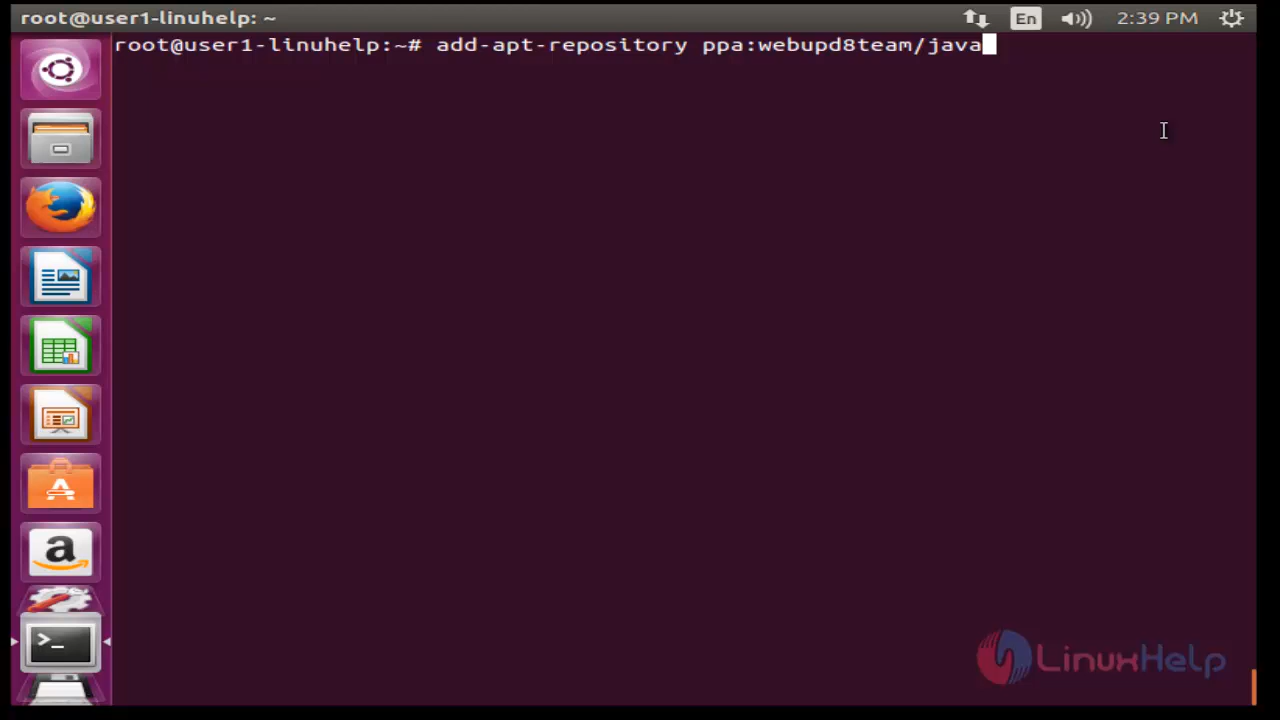 root@user1-linuhelp: ~
En
2:39 PM
root@user1-linuhelp:~# add-apt-repository ppa:webupd8team/java
a
>_
LinuxHelp